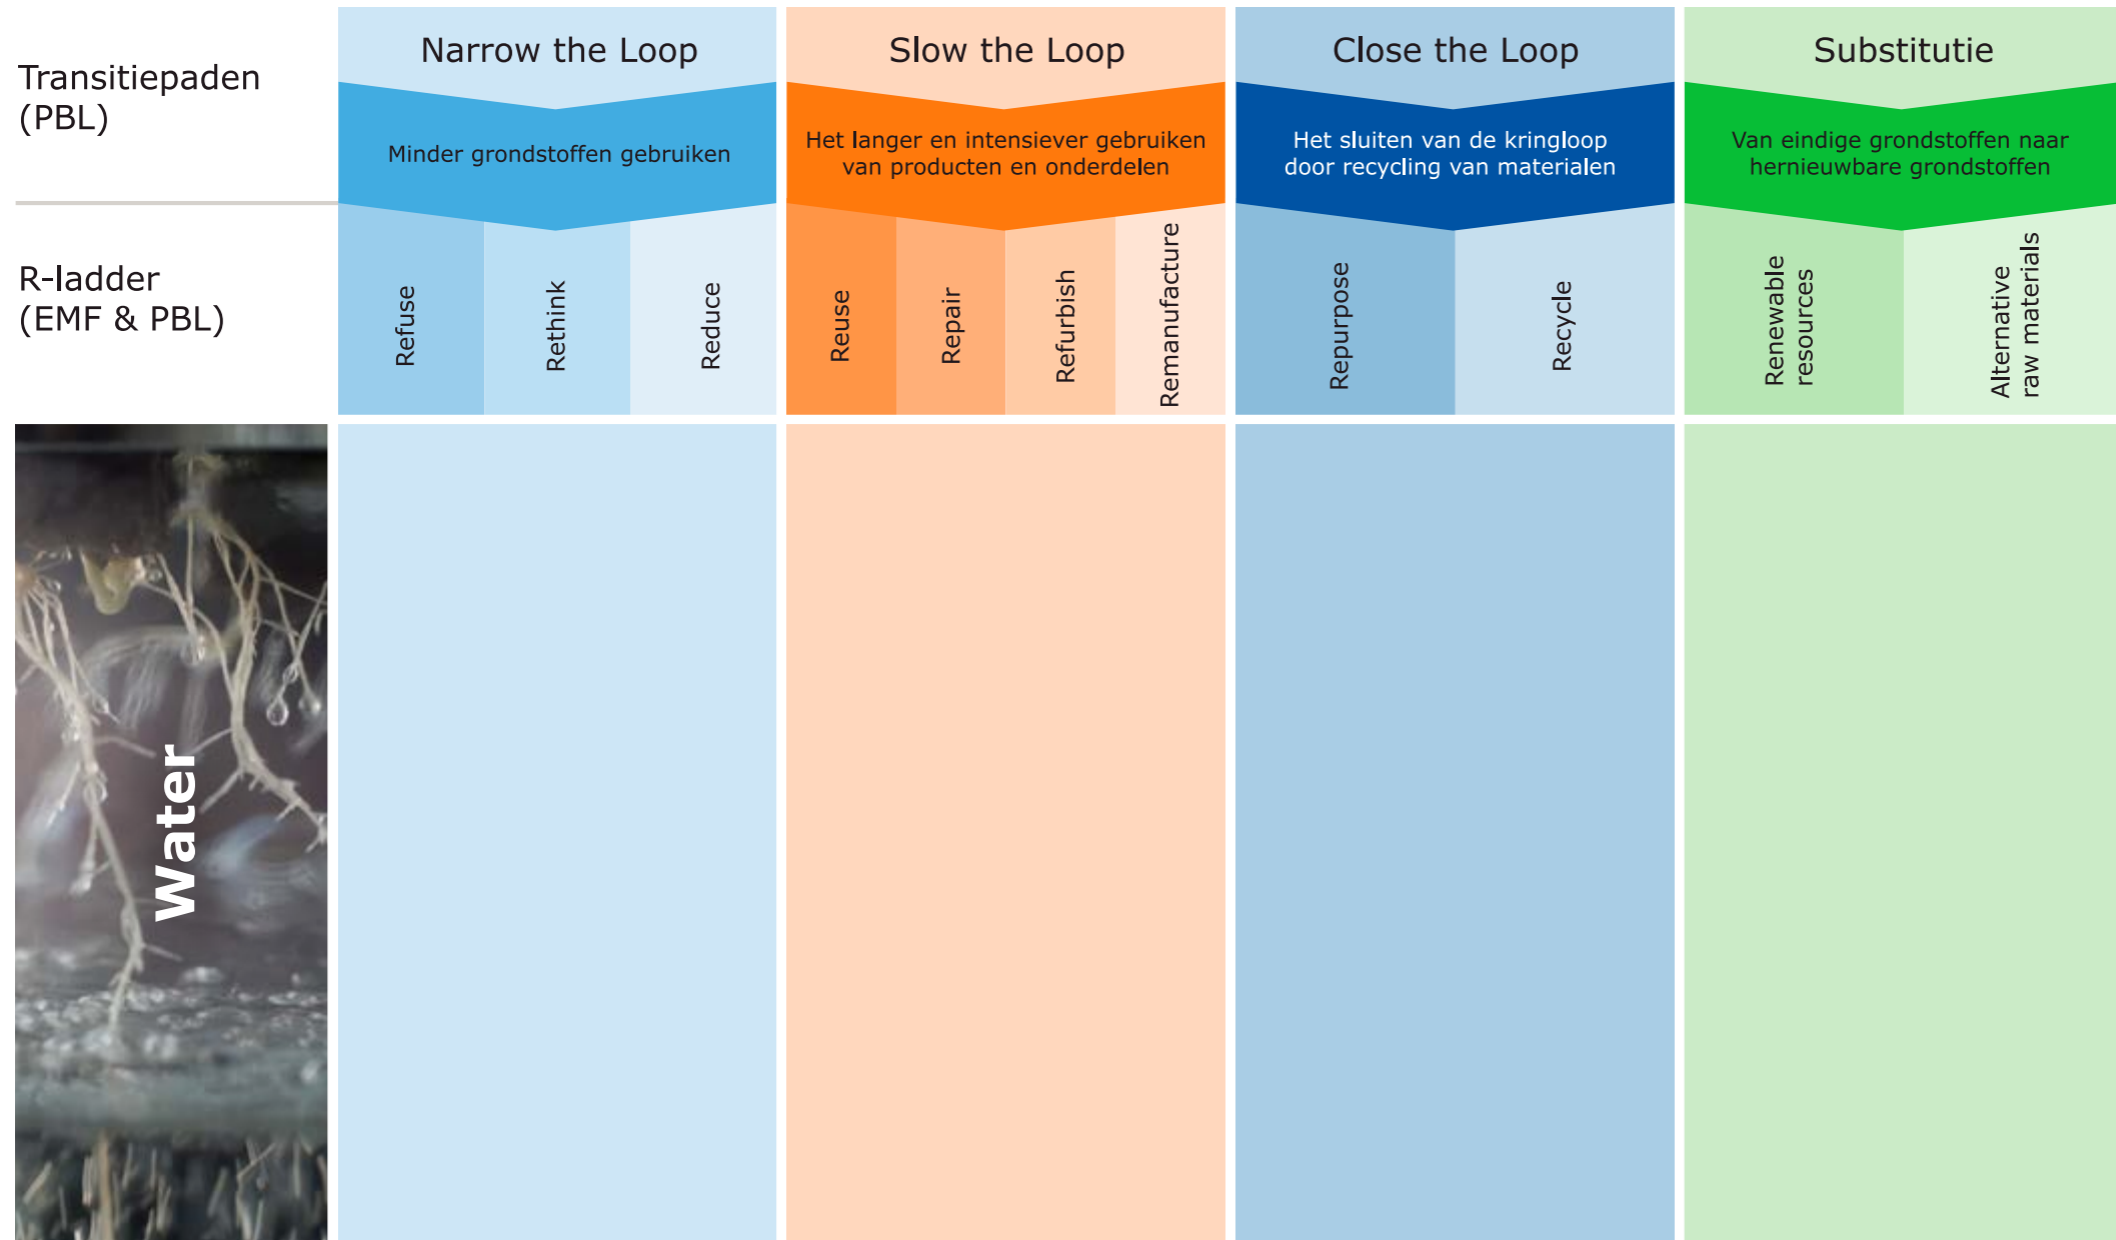 Transitiepaden
(PBL)
Narrow the Loop
Minder grondstoffen gebruiken
Slow the Loop
Het langer en intensiever gebruiken
van producten en onderdelen
Close the Loop
Het sluiten van de kringloop
door recycling van materialen
Substitutie
Van eindige grondstoffen naar
hernieuwbare grondstoffen
R-ladder
(EMF & PBL)
Refuse
Rethink
Reduce
Reuse
Repair
Refurbish
Remanufacture
Repurpose
Recycle
Renewable
resources
Alternative
raw materials
Water